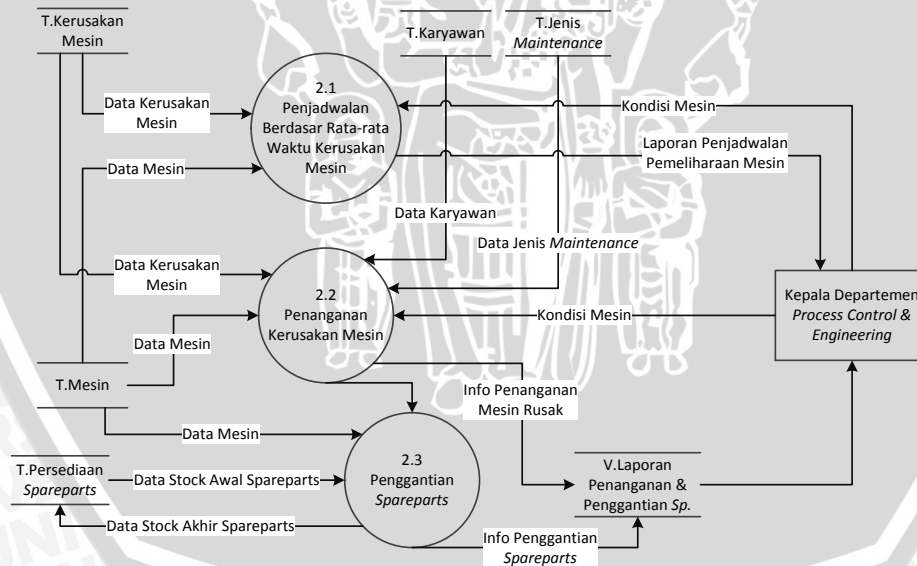 T.Kerusakan
Mesin
T.Karyawan
T.Jenis
Maintenance
2.1
Penjadwalan
Berdasar Rata-rata
Waktu Kerusakan
Mesin
Data Kerusakan
Mesin
Kondisi Mesin
Laporan Penjadwalan
Pemeliharaan Mesin
Data Mesin
Data Karyawan
Data Jenis Maintenance
Data Kerusakan
Mesin
2.2
Penanganan
Kerusakan Mesin
Kondisi Mesin
Kepala Departemen
Process Control &
Engineering
Data Mesin
T.Mesin
Info Penanganan
Mesin Rusak
Data Mesin
2.3
Penggantian
Spareparts
T.Persediaan
Spareparts
Data Stock Awal Spareparts
V.Laporan
Penanganan &
Penggantian Sp.
Data Stock Akhir Spareparts
Info Penggantian
Spareparts